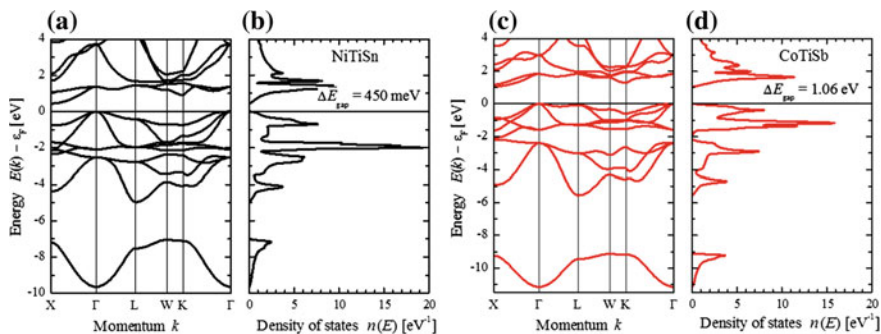 (a)
(b)
(c)
(d)
NiTiSn
ΔE_gap = 450 meV
CoTiSb
ΔE_gap = 1.06 eV
Energy E(k) − ε_F [eV]
4
2
0
-2
-4
-6
-8
-10
X Γ L W K Γ
Momentum k
0 5 10 15 20
Density of states n(E) [eV⁻¹]
Energy E(k) − ε_F [eV]
4
2
0
-2
-4
-6
-8
-10
X Γ L W K Γ
Momentum k
0 5 10 15 20
Density of states n(E) [eV⁻¹]